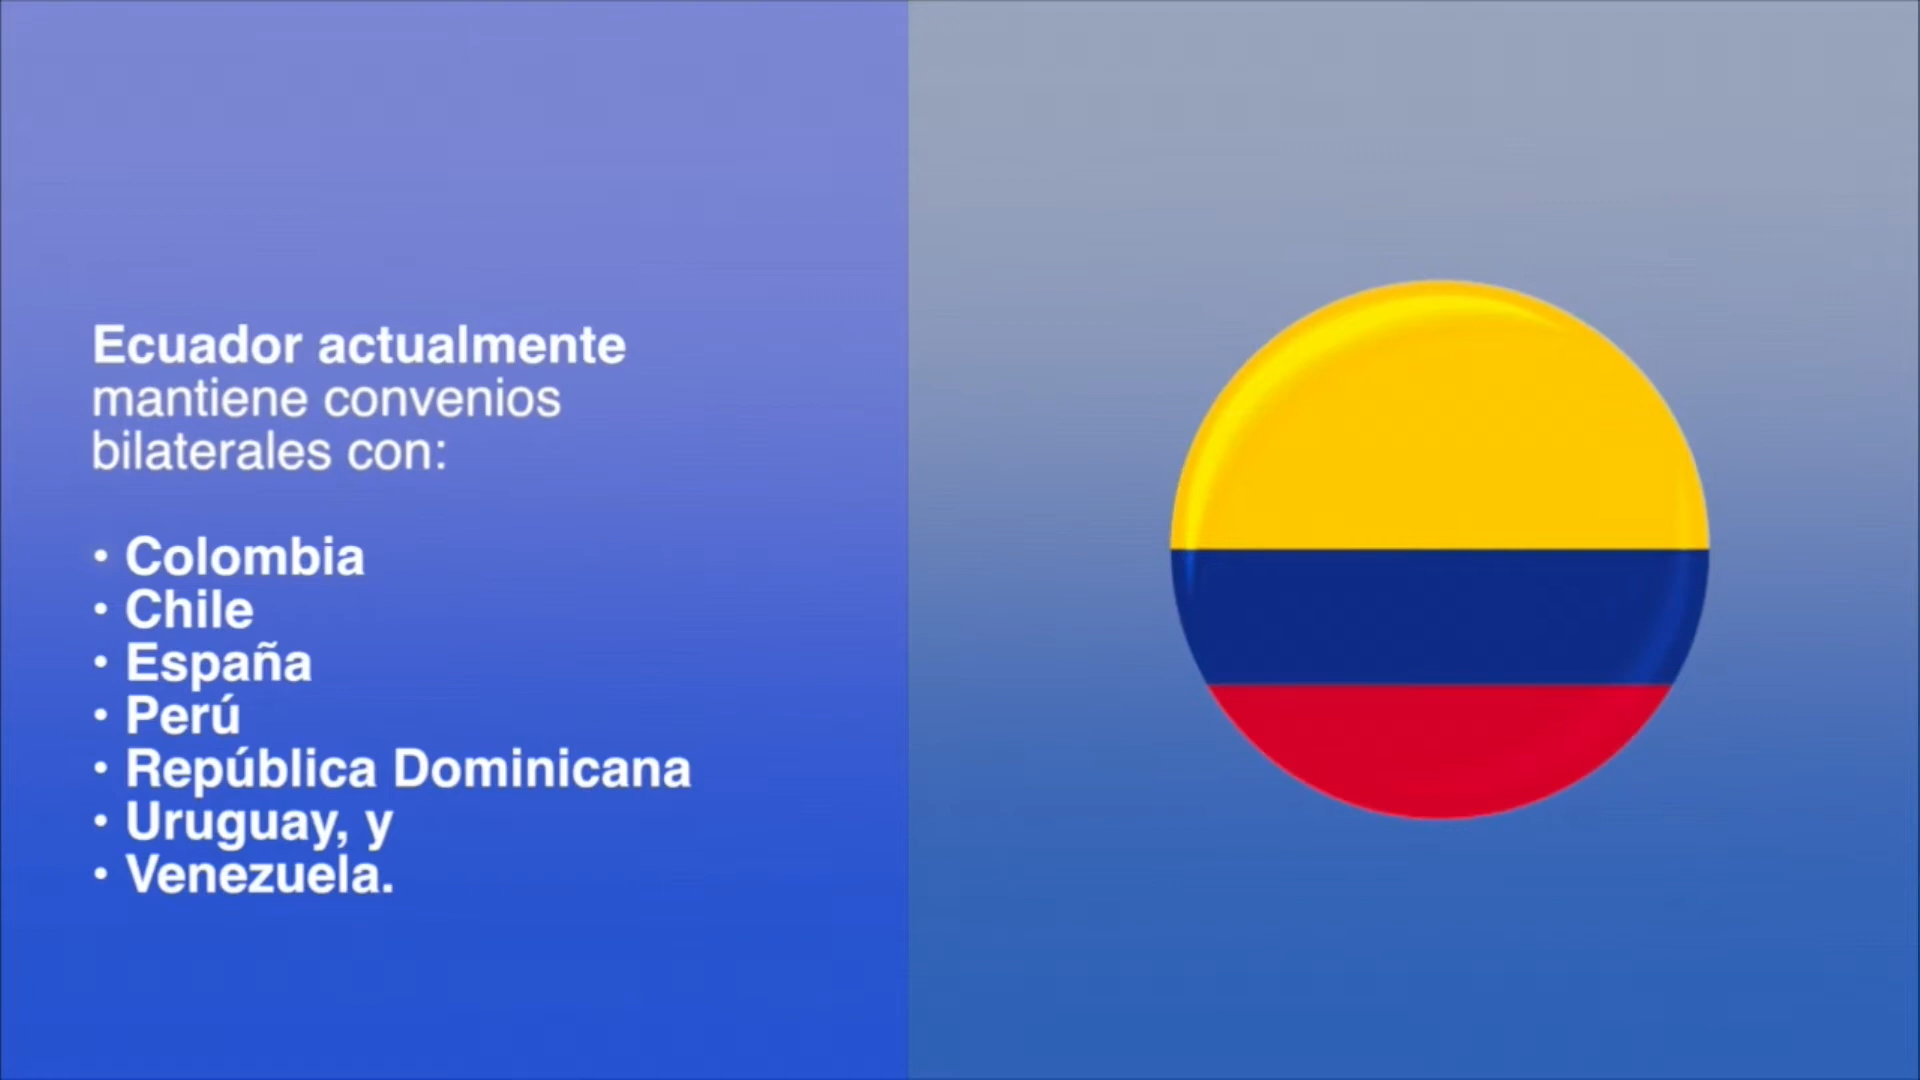 Ecuador actualmente
mantiene convenios
bilaterales con:
• Colombia
• Chile
• España
• Perú
• República Dominicana
• Uruguay, y
• Venezuela.